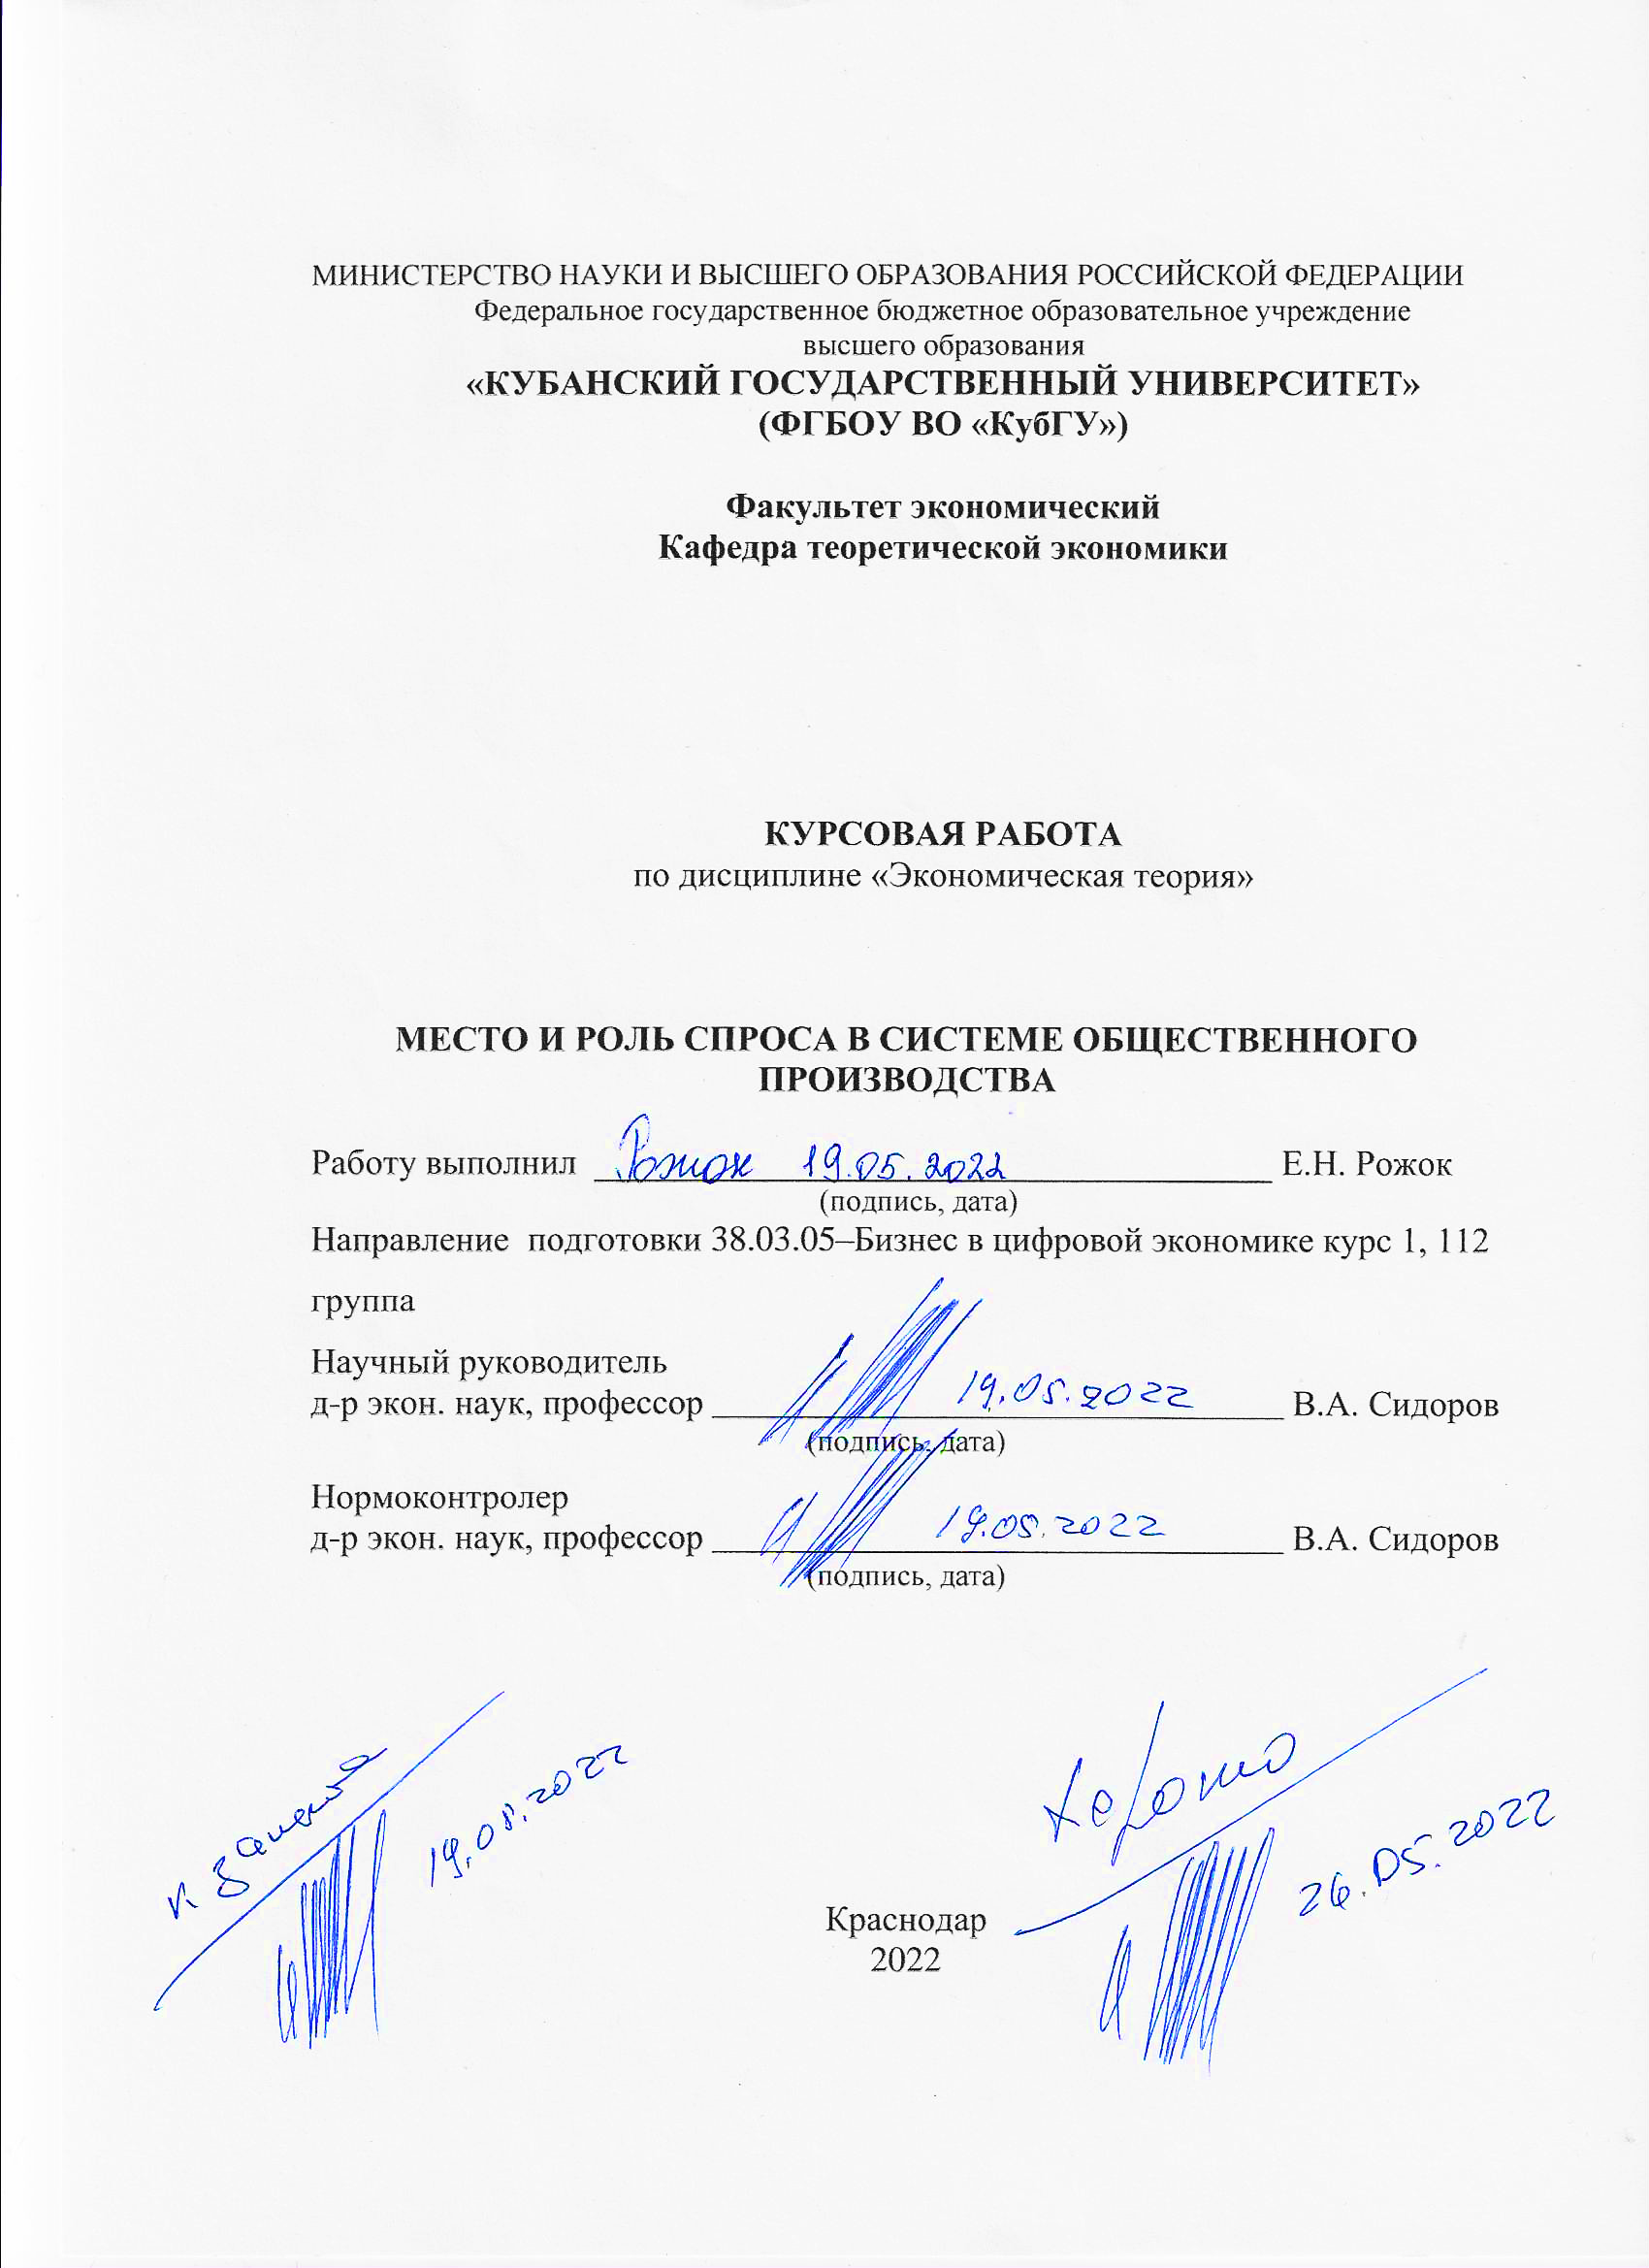 МИНИСТЕРСТВО НАУКИ И ВЫСШЕГО ОБРАЗОВАНИЯ РОССИЙСКОЙ ФЕДЕРАЦИИ
Федеральное государственное бюджетное образовательное учреждение
высшего образования
«КУБАНСКИЙ ГОСУДАРСТВЕННЫЙ УНИВЕРСИТЕТ»
(ФГБОУ ВО «КубГУ»)
Факультет экономический
Кафедра теоретической экономики
КУРСОВАЯ РАБОТА
по дисциплине «Экономическая теория»
МЕСТО И РОЛЬ СПРОСА В СИСТЕМЕ ОБЩЕСТВЕННОГО
ПРОИЗВОДСТВА
Работу выполнил Рожок 19.05.2022 Е.Н. Рожок
(подпись, дата)
Направление подготовки 38.03.05–Бизнес в цифровой экономике курс 1, 112
группа
Научный руководитель
д-р экон. наук, профессор 19.05.2022 В.А. Сидоров
(подпись, дата)
Нормоконтролер
д-р экон. наук, профессор 19.05.2022 В.А. Сидоров
(подпись, дата)
к защите
19.05.2022
хорошо
26.05.2022
Краснодар
2022